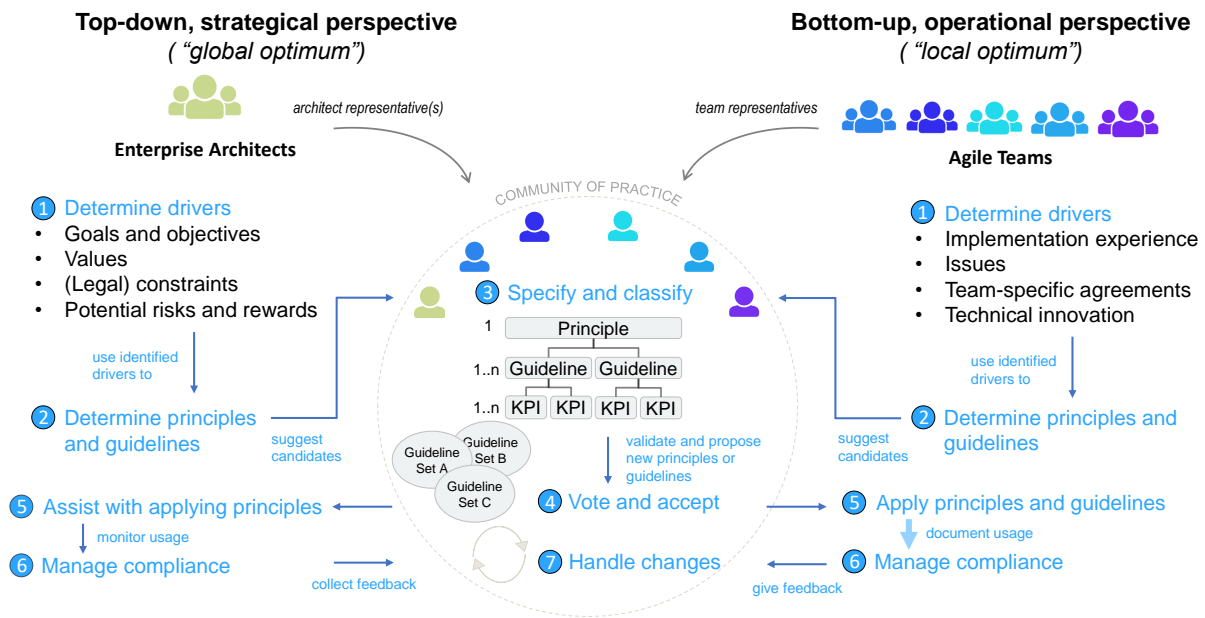 Top-down, strategical perspective
( “global optimum”)
Bottom-up, operational perspective
( “local optimum”)
architect representative(s)
team representatives
Enterprise Architects
Agile Teams
COMMUNITY OF PRACTICE
1 Determine drivers
• Goals and objectives
• Values
• (Legal) constraints
• Potential risks and rewards
use identified
drivers to
2 Determine principles
and guidelines
suggest
candidates
3 Specify and classify
1 Principle
1..n Guideline Guideline
1..n KPI KPI KPI KPI
Guideline
Set A
Guideline
Set B
Guideline
Set C
validate and propose
new principles or
guidelines
4 Vote and accept
1 Determine drivers
• Implementation experience
• Issues
• Team-specific agreements
• Technical innovation
use identified
drivers to
2 Determine principles and
guidelines
suggest
candidates
5 Assist with applying principles
monitor usage
6 Manage compliance
collect feedback
7 Handle changes
5 Apply principles and guidelines
document usage
6 Manage compliance
give feedback